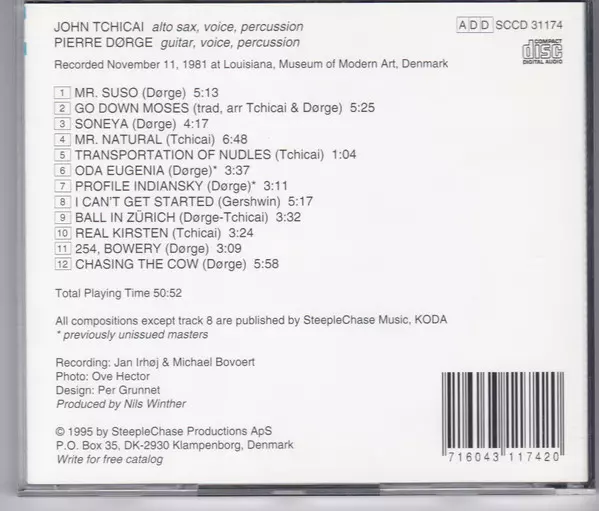 JOHN TCHICAI alto sax, voice, percussion
PIERRE DØRGE guitar, voice, percussion
A D D SCCD 31174
COMPACT
disc
DIGITAL AUDIO
Recorded November 11, 1981 at Louisiana, Museum of Modern Art, Denmark
1 MR. SUSO (Dørge) 5:13
2 GO DOWN MOSES (trad, arr Tchicai & Dørge) 5:25
3 SONEYA (Dørge) 4:17
4 MR. NATURAL (Tchicai) 6:48
5 TRANSPORTATION OF NUDLES (Tchicai) 1:04
6 ODA EUGENIA (Dørge)* 3:37
7 PROFILE INDIANSKY (Dørge)* 3:11
8 I CAN'T GET STARTED (Gershwin) 5:17
9 BALL IN ZÜRICH (Dørge-Tchicai) 3:32
10 REAL KIRSTEN (Tchicai) 3:24
11 254, BOWERY (Dørge) 3:09
12 CHASING THE COW (Dørge) 5:58
Total Playing Time 50:52
All compositions except track 8 are published by SteepleChase Music, KODA
* previously unissued masters
Recording: Jan Irhøj & Michael Bovoert
Photo: Ove Hector
Design: Per Grunnet
Produced by Nils Winther
© 1995 by SteepleChase Productions ApS
P.O. Box 35, DK-2930 Klampenborg, Denmark
Write for free catalog
716043 117420